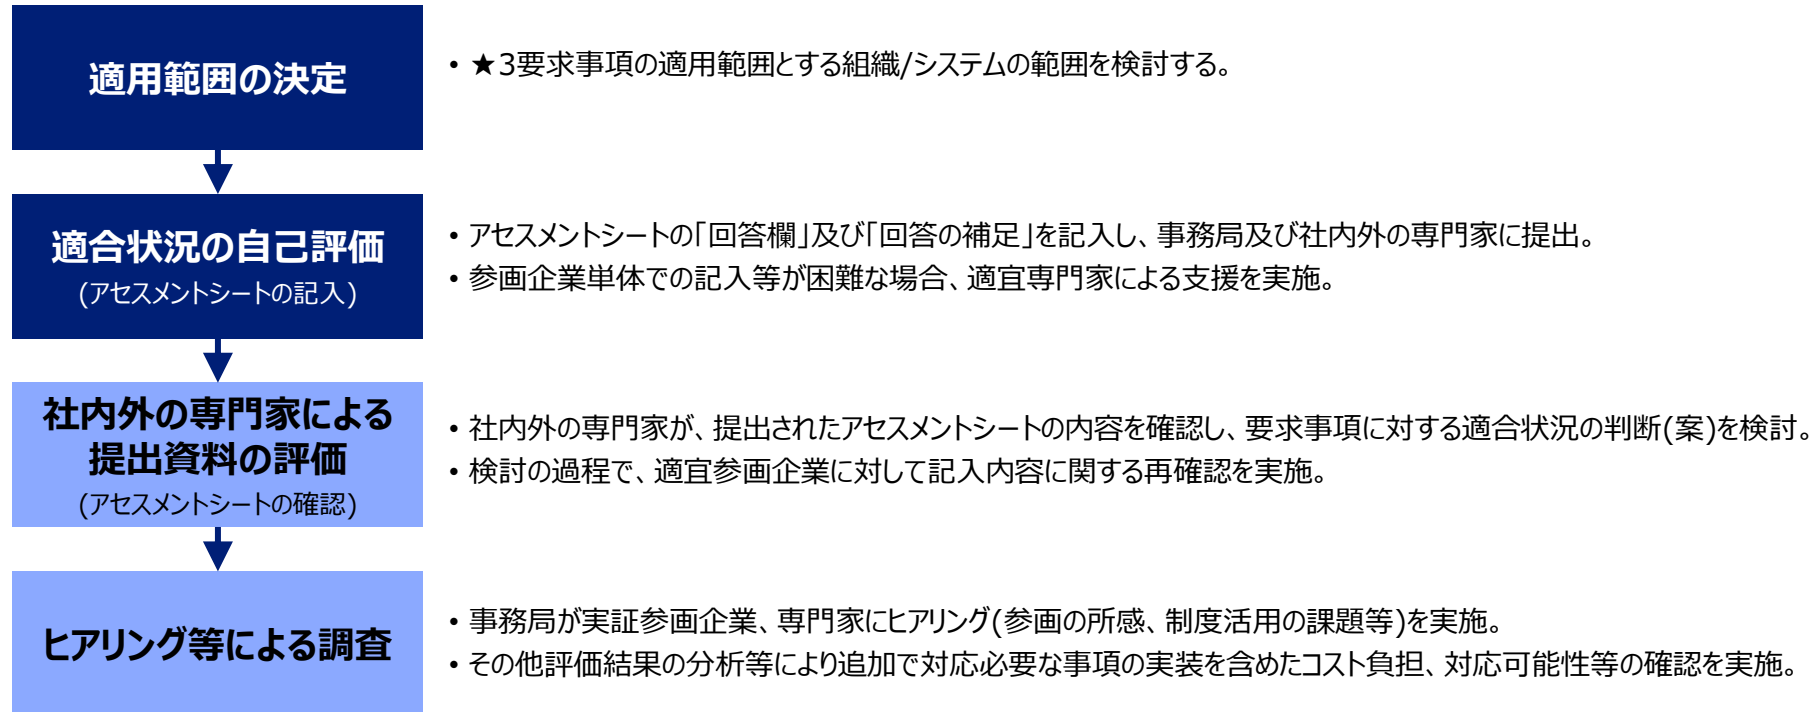 適用範囲の決定
• ★3要求事項の適用範囲とする組織/システムの範囲を検討する。
適合状況の自己評価
(アセスメントシートの記入)
• アセスメントシートの「回答欄」及び「回答の補足」を記入し、事務局及び社内外の専門家に提出。
• 参画企業単体での記入等が困難な場合、適宜専門家による支援を実施。
社内外の専門家による
提出資料の評価
(アセスメントシートの確認)
• 社内外の専門家が、提出されたアセスメントシートの内容を確認し、要求事項に対する適合状況の判断(案)を検討。
• 検討の過程で、適宜参画企業に対して記入内容に関する再確認を実施。
ヒアリング等による調査
• 事務局が実証参画企業、専門家にヒアリング(参画の所感、制度活用の課題等)を実施。
• その他評価結果の分析等により追加で対応必要な事項の実装を含めたコスト負担、対応可能性等の確認を実施。